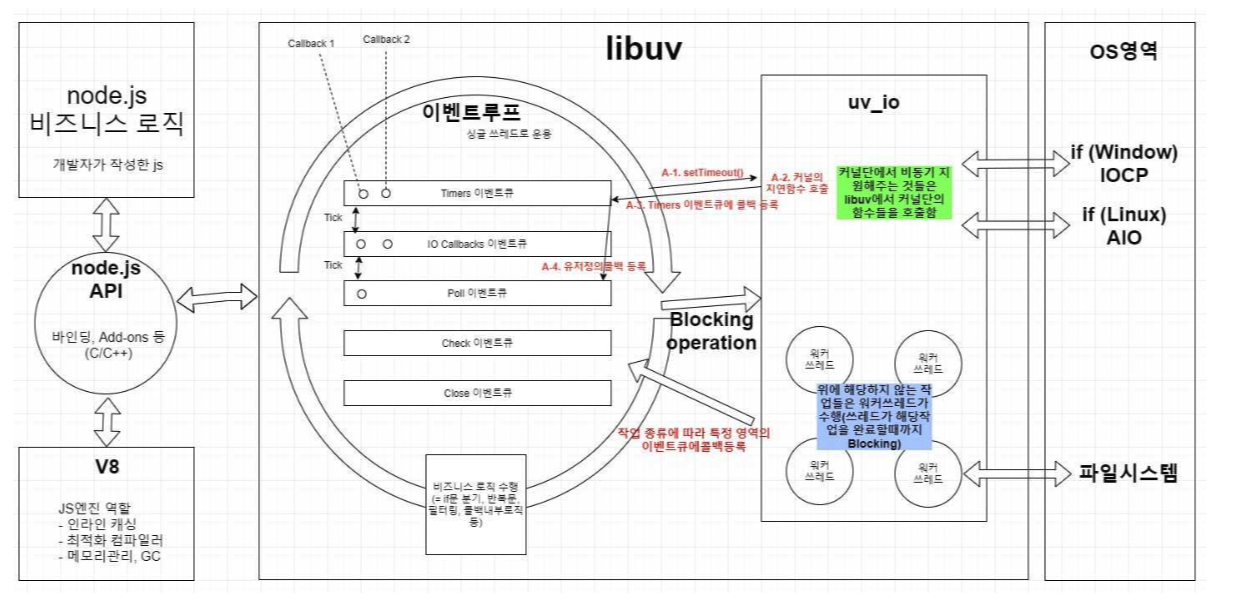 node.js
비즈니스 로직
개발자가 작성한 js
node.js
API
바인딩, Add-ons 등
(C/C++)
V8
JS엔진 역할
- 인라인 캐싱
- 최적화 컴파일러
- 메모리관리, GC
libuv
Callback 1
Callback 2
이벤트루프
싱글 쓰레드로 운용
Timers 이벤트큐
Tick
IO Callbacks 이벤트큐
Tick
Poll 이벤트큐
Check 이벤트큐
Close 이벤트큐
비즈니스 로직 수행
(= if문 분기, 반복문,
필터링, 콜백내부로직
등)
A-1. setTimeout()
A-2. 커널의
지연함수 호출
A-3. Timers 이벤트큐에 콜백 등록
A-4. 유저정의콜백 등록
Blocking
operation
작업 종류에 따라 특정 영역의
이벤트큐에콜백등록
uv_io
커널단에서 비동기 지
원해주는 것들은
libuv에서 커널단의
함수들을 호출함
워커
쓰레드
워커
쓰레드
위에 해당하지 않는 작
업들은 워커쓰레드가
수행(쓰레드가 해당작
업을 완료할때까지
Blocking)
워커
쓰레드
워커
쓰레드
OS영역
if (Window)
IOCP
if (Linux)
AIO
파일시스템